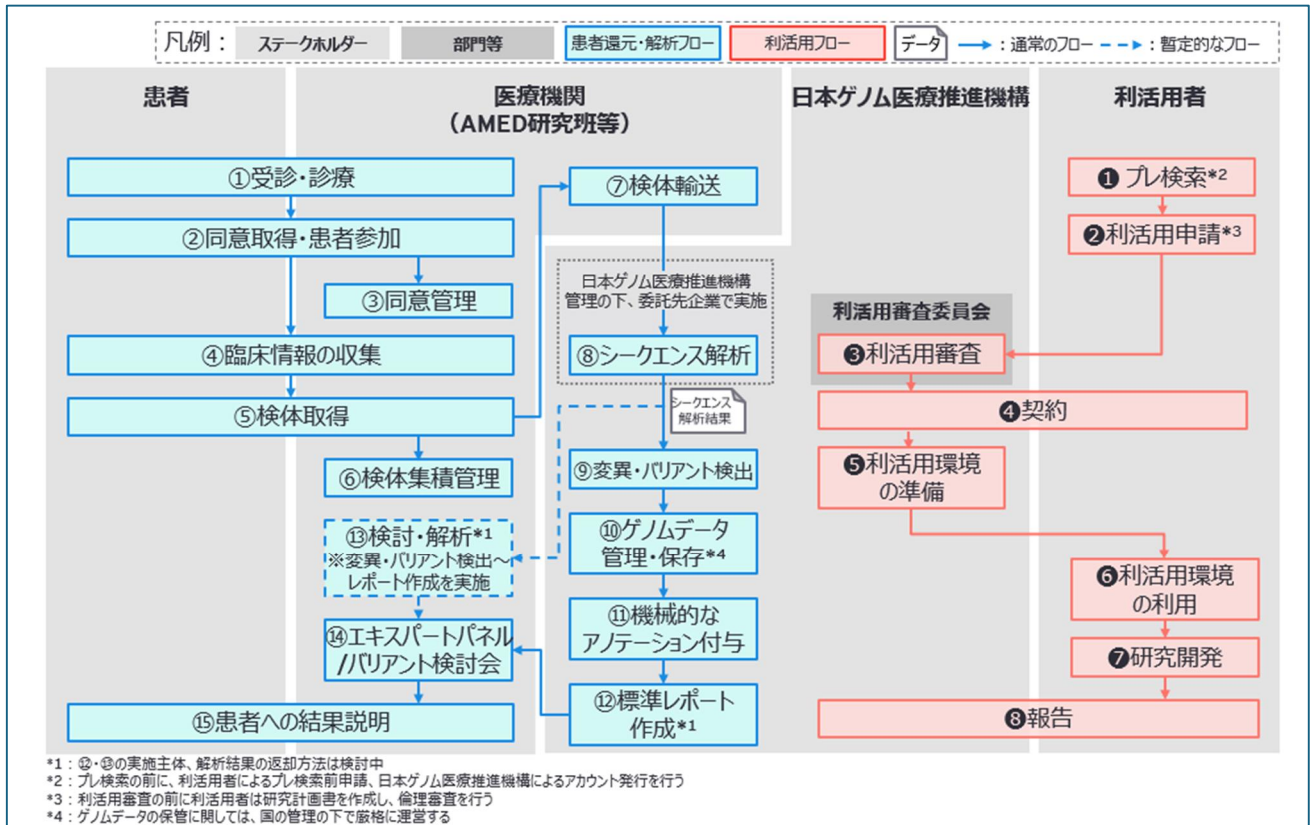 凡例：
ステークホルダー
部門等
患者還元・解析フロー
利活用フロー
データ
：通常のフロー
：暫定的なフロー
患者
医療機関
（AMED研究班等）
日本ゲノム医療推進機構
利活用者
①受診・診療
②同意取得・患者参加
③同意管理
④臨床情報の収集
⑤検体取得
⑥検体集積管理
⑦検体輸送
日本ゲノム医療推進機構
管理の下、委託先企業で実施
⑧シークエンス解析
シークエンス
解析結果
⑨変異・バリアント検出
⑩ゲノムデータ
管理・保存*4
⑪機械的な
アノテーション付与
⑫標準レポート
作成*1
⑬検討・解析*1
※変異・バリアント検出～
レポート作成を実施
⑭エキスパートパネル
/バリアント検討会
⑮患者への結果説明
❶プレ検索*2
❷利活用申請*3
利活用審査委員会
❸利活用審査
❹契約
❺利活用環境
の準備
❻利活用環境
の利用
❼研究開発
❽報告
*1：⑫・⑬の実施主体、解析結果の返却方法は検討中
*2：プレ検索の前に、利活用者によるプレ検索前申請、日本ゲノム医療推進機構によるアカウント発行を行う
*3：利活用審査の前に利活用者は研究計画書を作成し、倫理審査を行う
*4：ゲノムデータの保管に関しては、国の管理の下で厳格に運営する